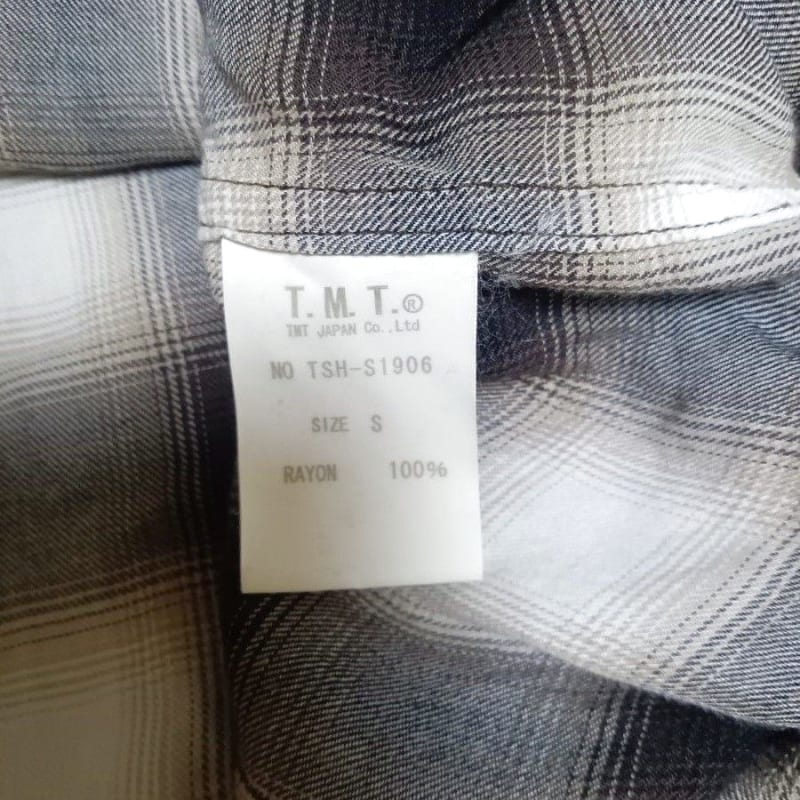 T.M.T.®
TMT JAPAN Co.,Ltd
NO TSH-S1906
SIZE S
RAYON 100%